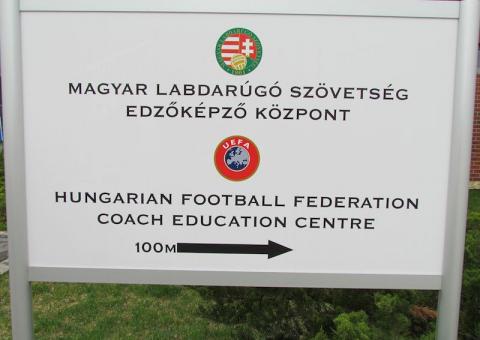 MAGYAR LABDARÚGÓ SZÖVETSÉG
EDZŐKÉPZŐ KÖZPONT
UEFA
HUNGARIAN FOOTBALL FEDERATION
COACH EDUCATION CENTRE
100M